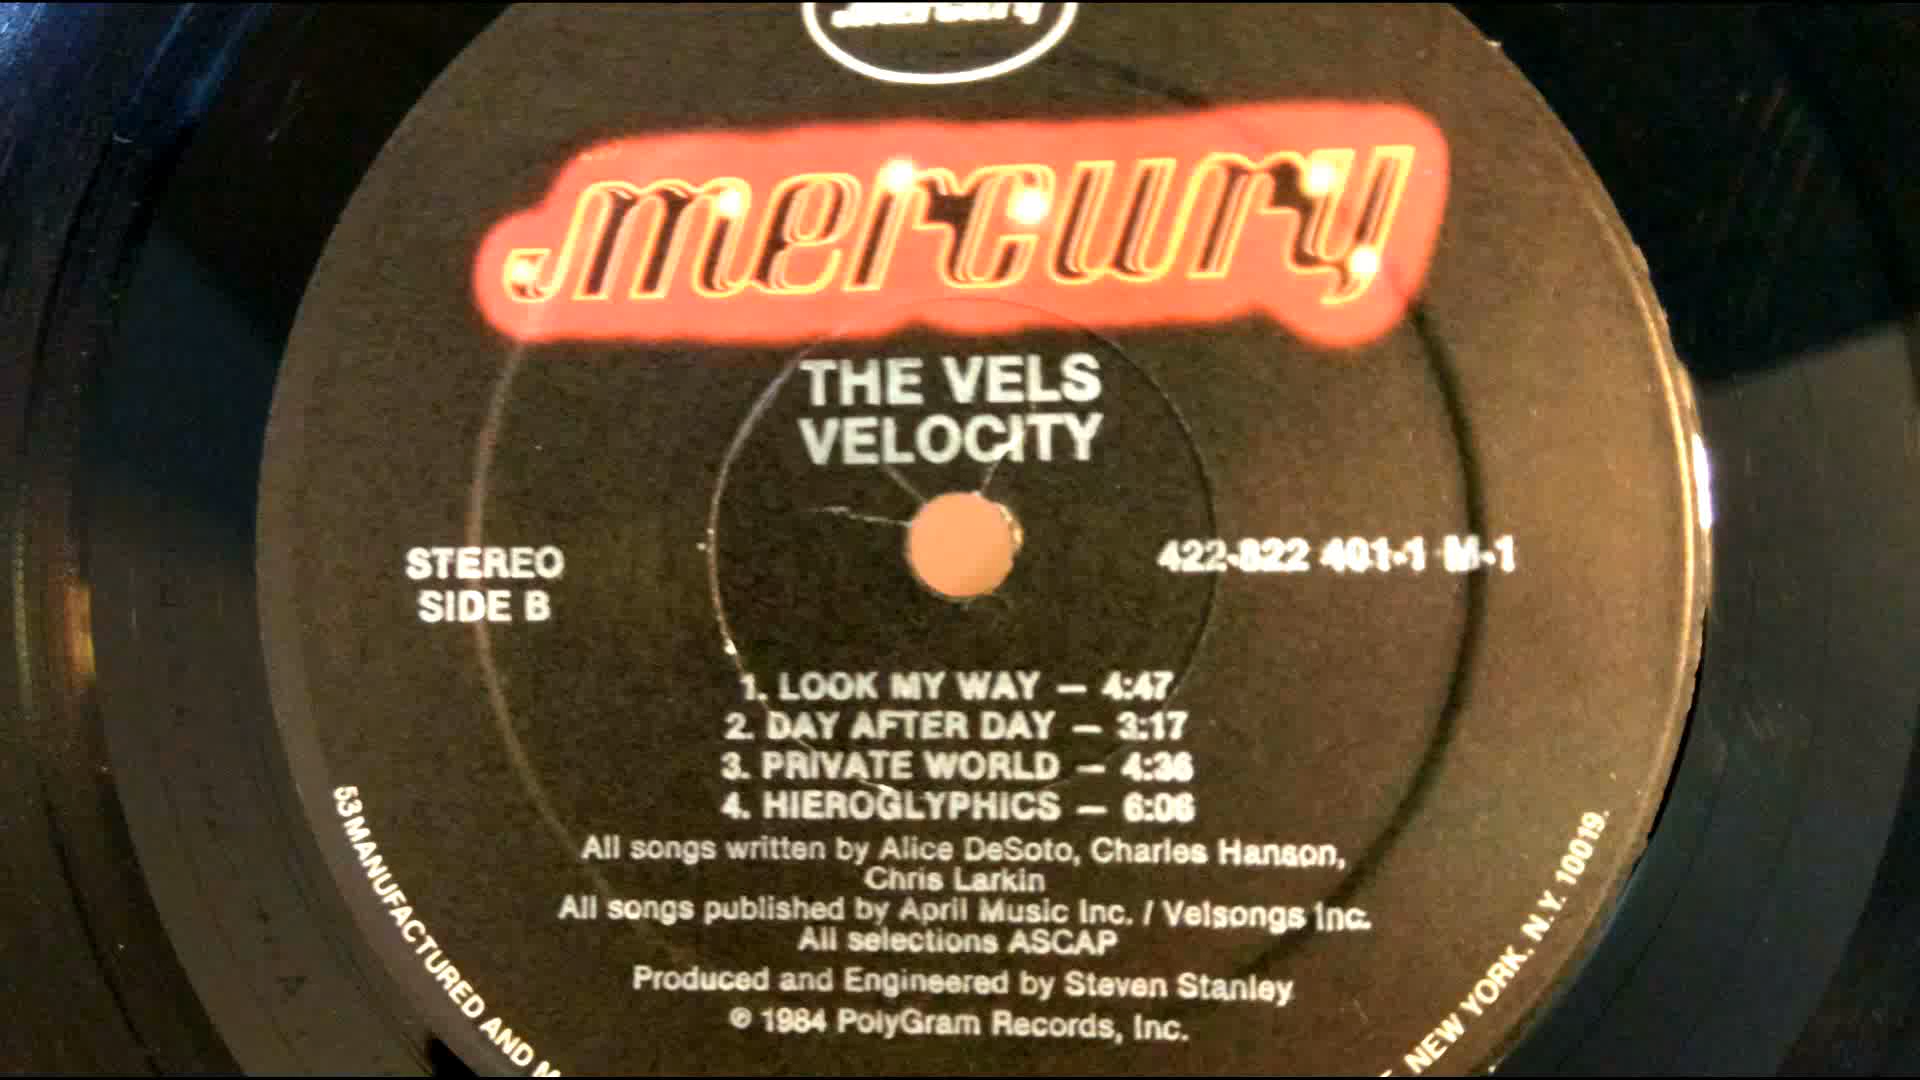 mercury
mercury
THE VELS
VELOCITY
STEREO
SIDE B
422-822 401-1 M-1
1. LOOK MY WAY — 4:47
2. DAY AFTER DAY — 3:17
3. PRIVATE WORLD — 4:36
4. HIEROGLYPHICS — 6:06
All songs written by Alice DeSoto, Charles Hanson,
Chris Larkin
All songs published by April Music Inc. / Velsongs Inc.
All selections ASCAP
Produced and Engineered by Steven Stanley
℗ 1984 PolyGram Records, Inc.
53 MANUFACTURED AND
NEW YORK. N.Y. 10019.